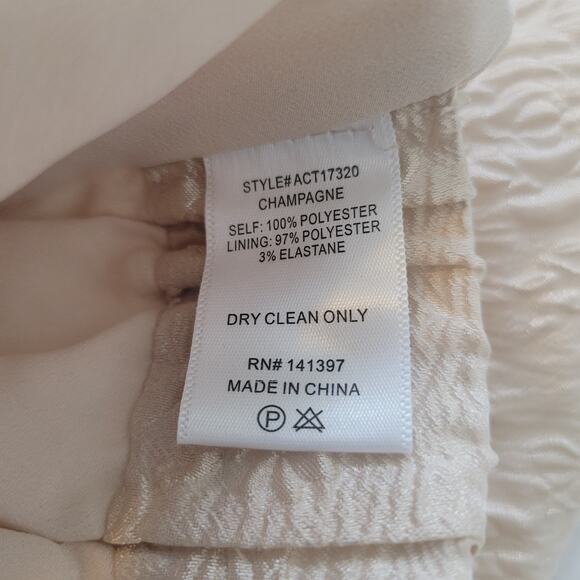 STYLE#ACT17320
CHAMPAGNE
SELF: 100% POLYESTER
LINING: 97% POLYESTER
3% ELASTANE
DRY CLEAN ONLY
RN# 141397
MADE IN CHINA
P